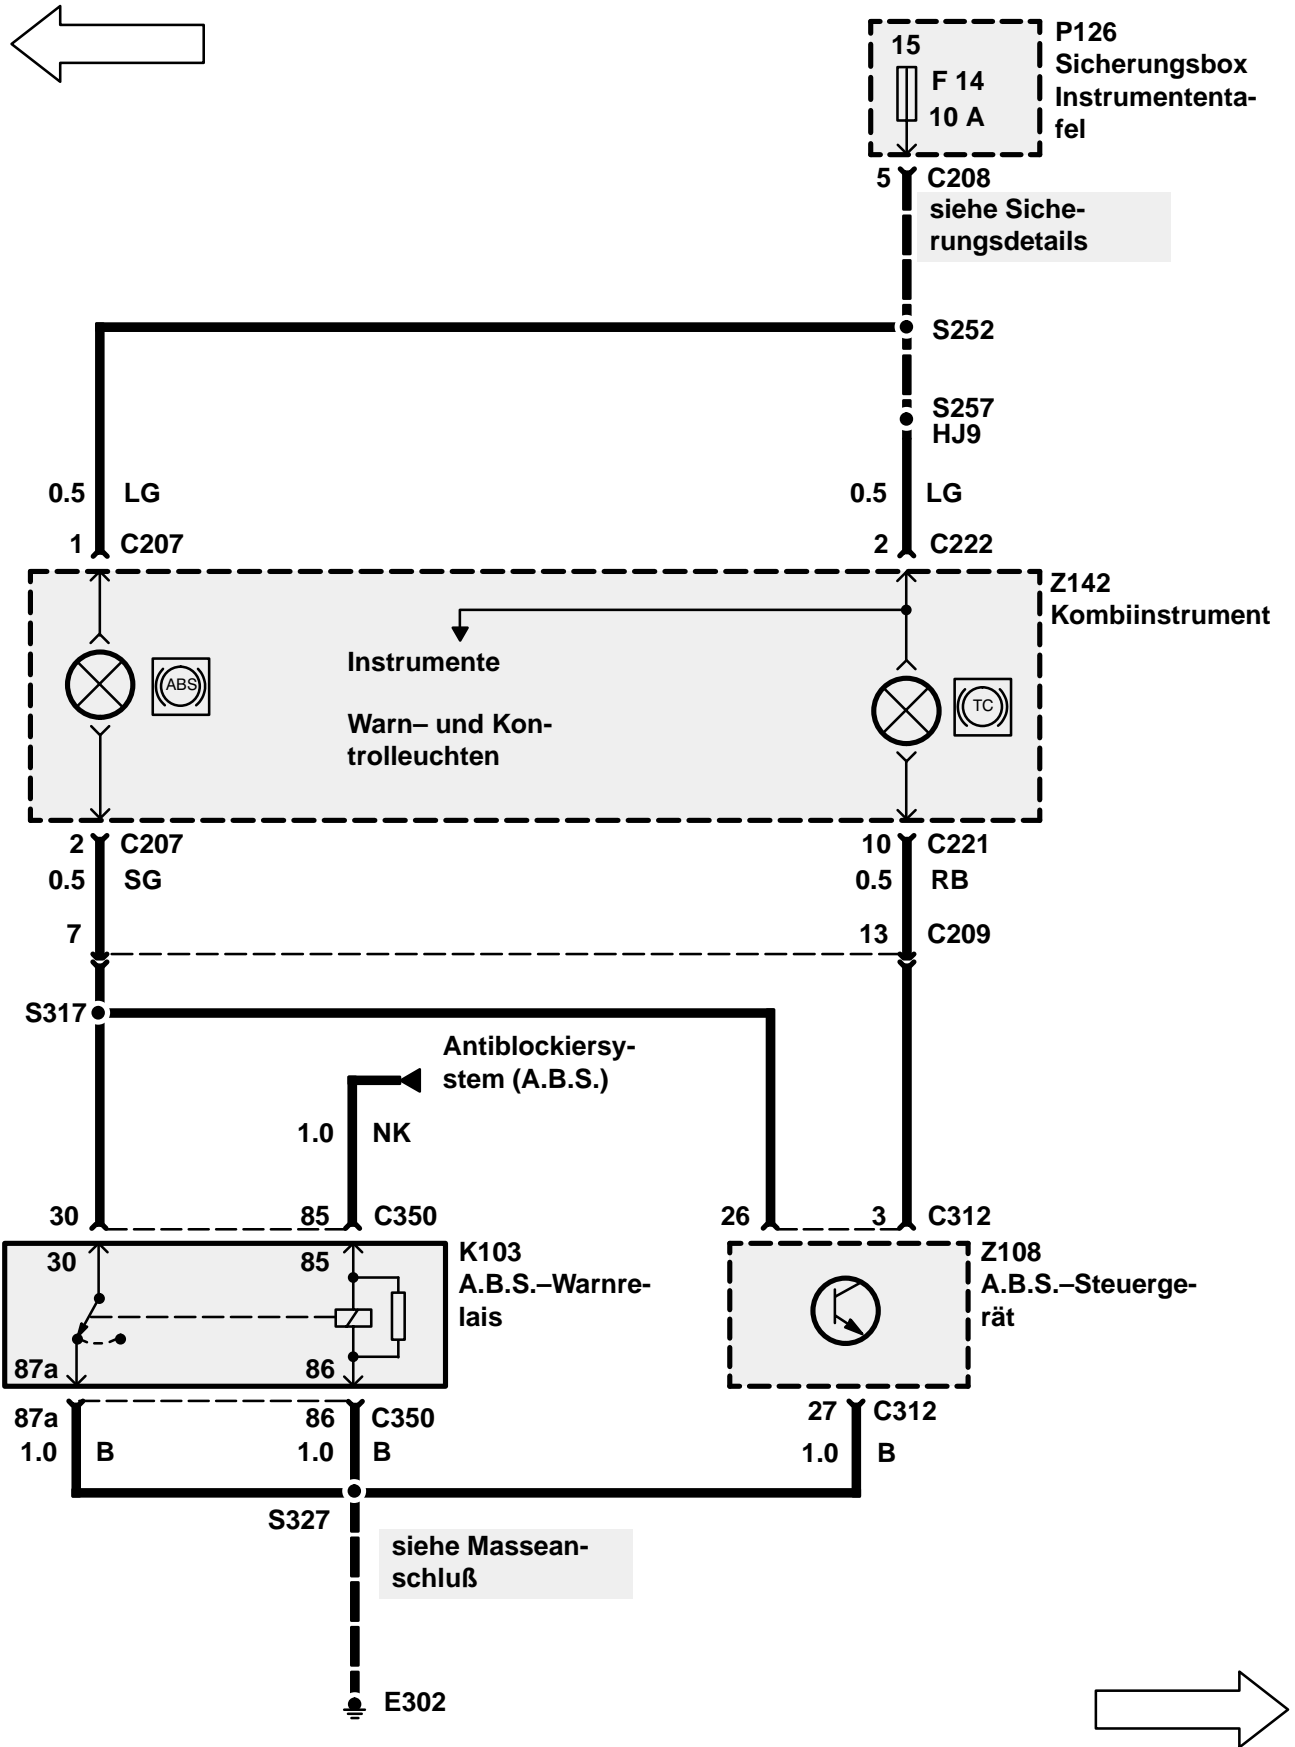 15
F 14
10 A
P126
Sicherungsbox
Instrumententa-
fel
5 C208
siehe Siche-
rungsdetails
S252
S257
HJ9
0.5 LG
0.5 LG
1 C207
2 C222
Z142
Kombiinstrument
ABS
Instrumente
Warn– und Kon-
trolleuchten
TC
2 C207
10 C221
0.5 SG
0.5 RB
7
13 C209
S317
Antiblockiersy-
stem (A.B.S.)
1.0 NK
30
85 C350
26
3 C312
30
85
K103
A.B.S.–Warnre-
lais
Z108
A.B.S.–Steuerge-
rät
87a
86
87a
86 C350
27 C312
1.0 B
1.0 B
1.0 B
S327
siehe Massean-
schluß
E302